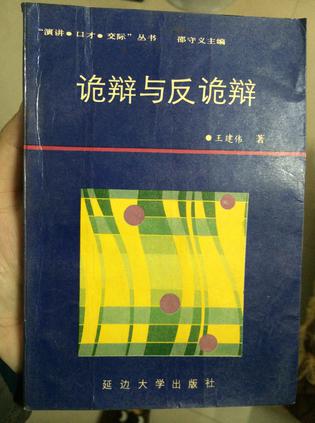 “演讲●口才●交际”丛书 邵守义主编
诡辩与反诡辩
●王建伟 著
延边大学出版社